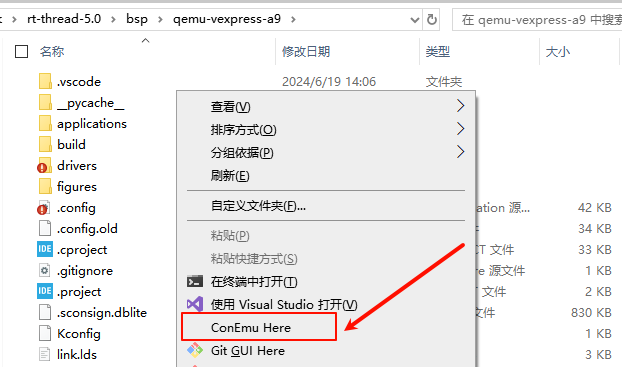 rt-thread-5.0 › bsp › qemu-vexpress-a9
在 qemu-vexpress-a9 中搜索
名称 修改日期 类型 大小
.vscode 2024/6/19 14:06 文件夹
__pycache__
applications
build
drivers
figures
.config 42 KB
.config.old 34 KB
.cproject 33 KB
.gitignore 1 KB
.project 2 KB
.sconsign.dblite 830 KB
Kconfig 1 KB
link.lds 3 KB
查看(V)
排序方式(O)
分组依据(P)
刷新(E)
自定义文件夹(F)...
粘贴(P)
粘贴快捷方式(S)
在终端中打开(T)
使用 Visual Studio 打开(V)
ConEmu Here
Git GUI Here
ation 源...
CT 文件
re 源文件
T 文件
文件